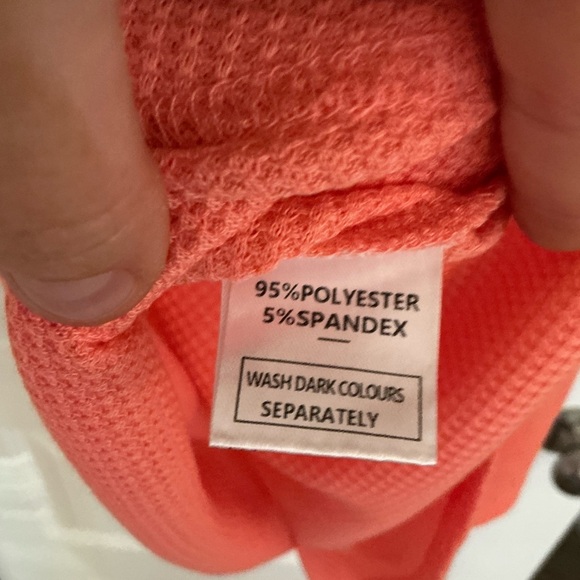 95%POLYESTER
5%SPANDEX
WASH DARK COLOURS
SEPARATELY